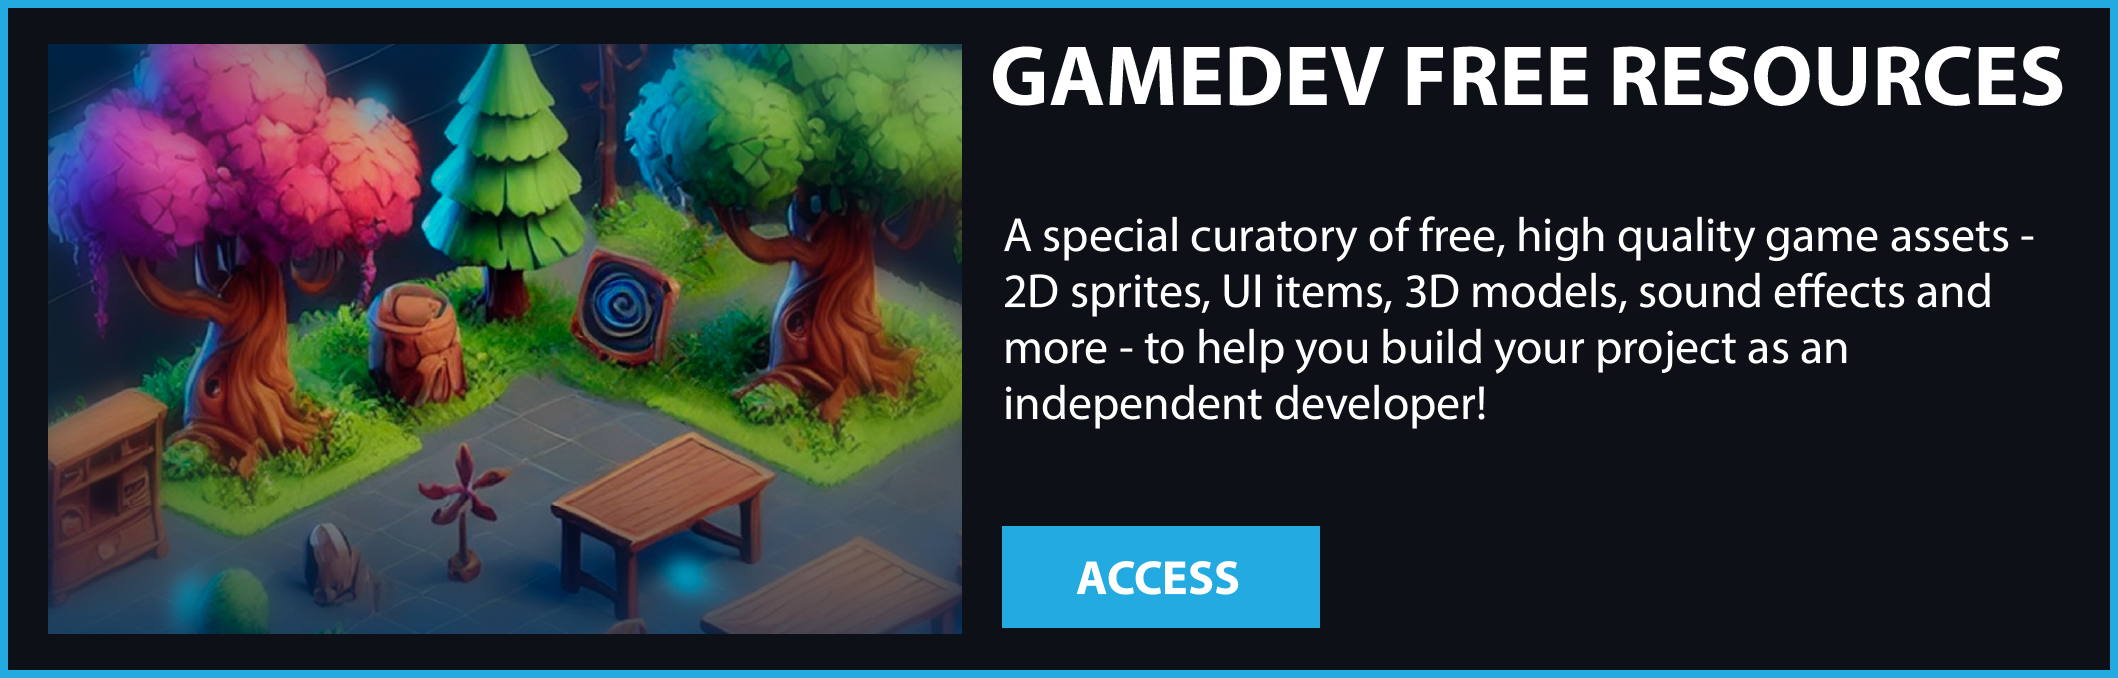 GAMEDEV FREE RESOURCES
A special curatory of free, high quality game assets -
2D sprites, UI items, 3D models, sound effects and
more - to help you build your project as an
independent developer!
ACCESS